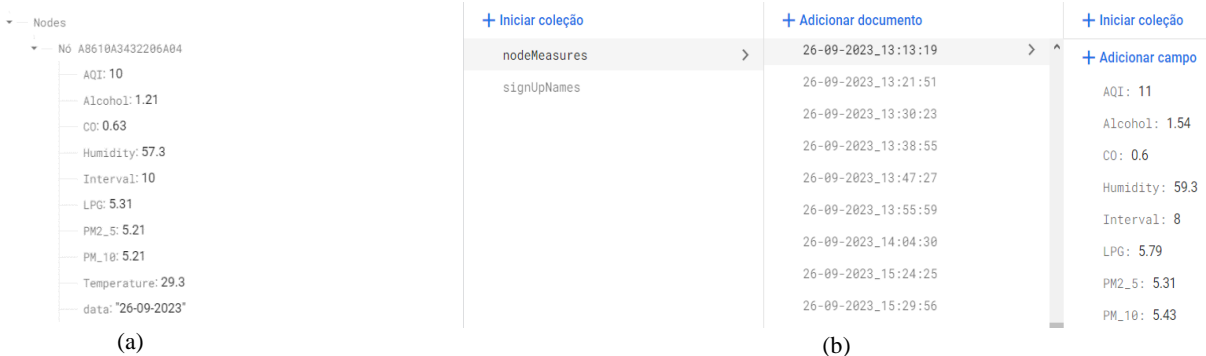 Nodes
Nó A8610A3432206A04
AQI: 10
Alcohol: 1.21
CO: 0.63
Humidity: 57.3
Interval: 10
LPG: 5.31
PM2_5: 5.21
PM_10: 5.21
Temperature: 29.3
data: "26-09-2023"
(a)
+ Iniciar coleção
nodeMeasures >
signUpNames
+ Adicionar documento
26-09-2023_13:13:19 >
26-09-2023_13:21:51
26-09-2023_13:30:23
26-09-2023_13:38:55
26-09-2023_13:47:27
26-09-2023_13:55:59
26-09-2023_14:04:30
26-09-2023_15:24:25
26-09-2023_15:29:56
+ Iniciar coleção
+ Adicionar campo
AQI: 11
Alcohol: 1.54
CO: 0.6
Humidity: 59.3
Interval: 8
LPG: 5.79
PM2_5: 5.31
PM_10: 5.43
(b)